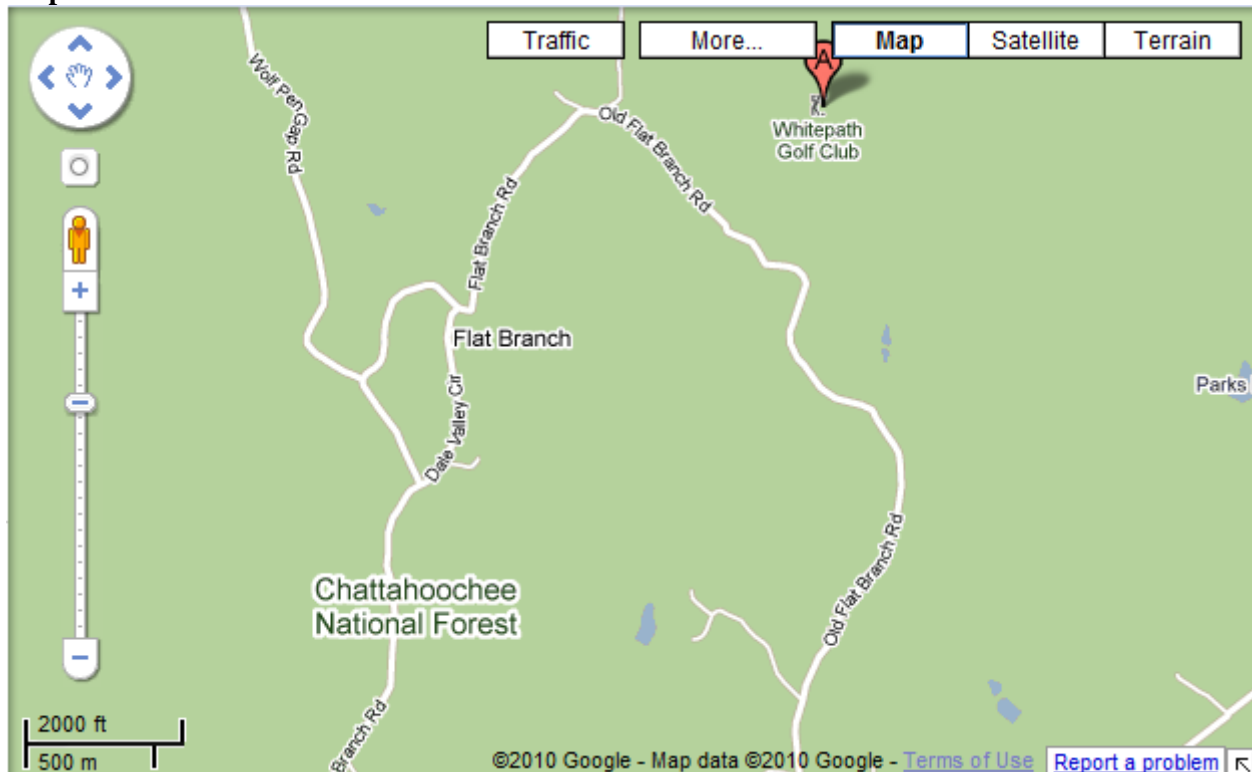 Traffic
More...
Map
Satellite
Terrain
A
Whitepath
Golf Club
Wolf Pen Gap Rd
Old Flat Branch Rd
Flat Branch Rd
Flat Branch
Parks
Dale Valley Cir
Old Flat Branch Rd
Chattahoochee
National Forest
Branch Rd
2000 ft
500 m
©2010 Google - Map data ©2010 Google - Terms of Use
Report a problem